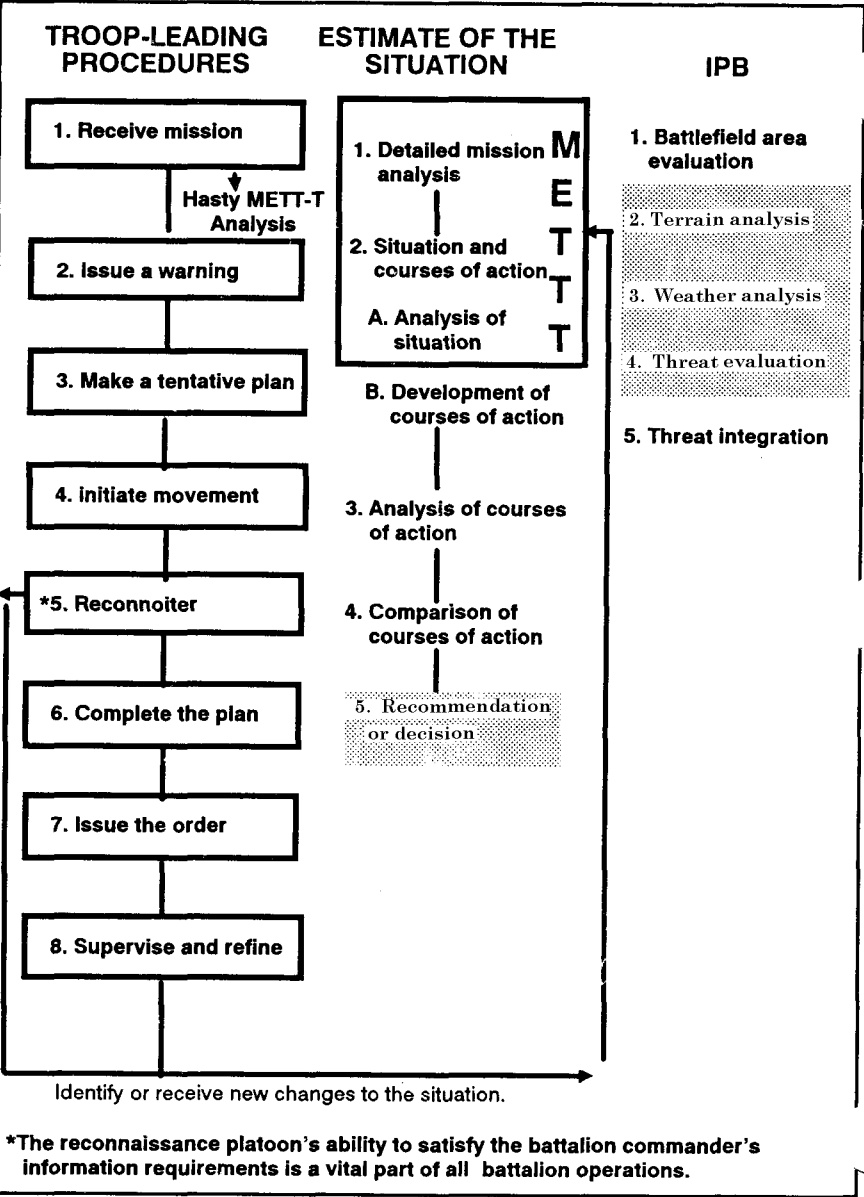 TROOP-LEADING
PROCEDURES
1. Receive mission
Hasty METT-T
Analysis
2. Issue a warning
3. Make a tentative plan
4. initiate movement
*5. Reconnoiter
6. Complete the plan
7. Issue the order
8. Supervise and refine
ESTIMATE OF THE
SITUATION
1. Detailed mission
analysis
2. Situation and
courses of action
A. Analysis of
situation
M
E
T
T
T
B. Development of
courses of action
3. Analysis of courses
of action
4. Comparison of
courses of action
5. Recommendation
or decision
IPB
1. Battlefield area
evaluation
2. Terrain analysis
3. Weather analysis
4. Threat evaluation
5. Threat integration
Identify or receive new changes to the situation.
*The reconnaissance platoon's ability to satisfy the battalion commander's
information requirements is a vital part of all battalion operations.